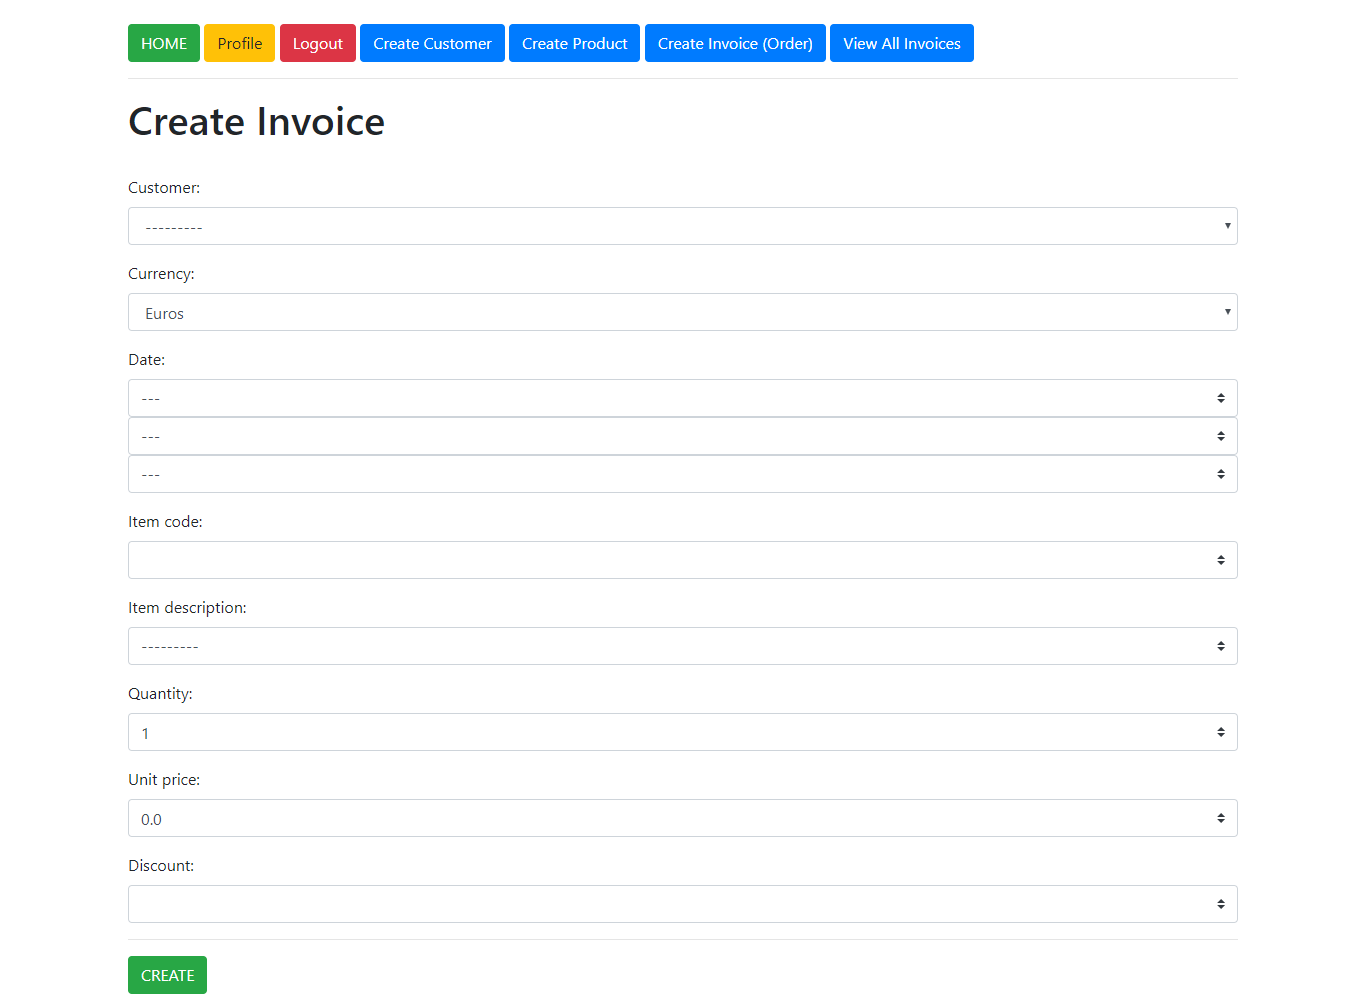 HOME Profile Logout Create Customer Create Product Create Invoice (Order) View All Invoices
Create Invoice
Customer:
---------
Currency:
Euros
Date:
---
---
---
Item code:
Item description:
---------
Quantity:
1
Unit price:
0.0
Discount:
CREATE